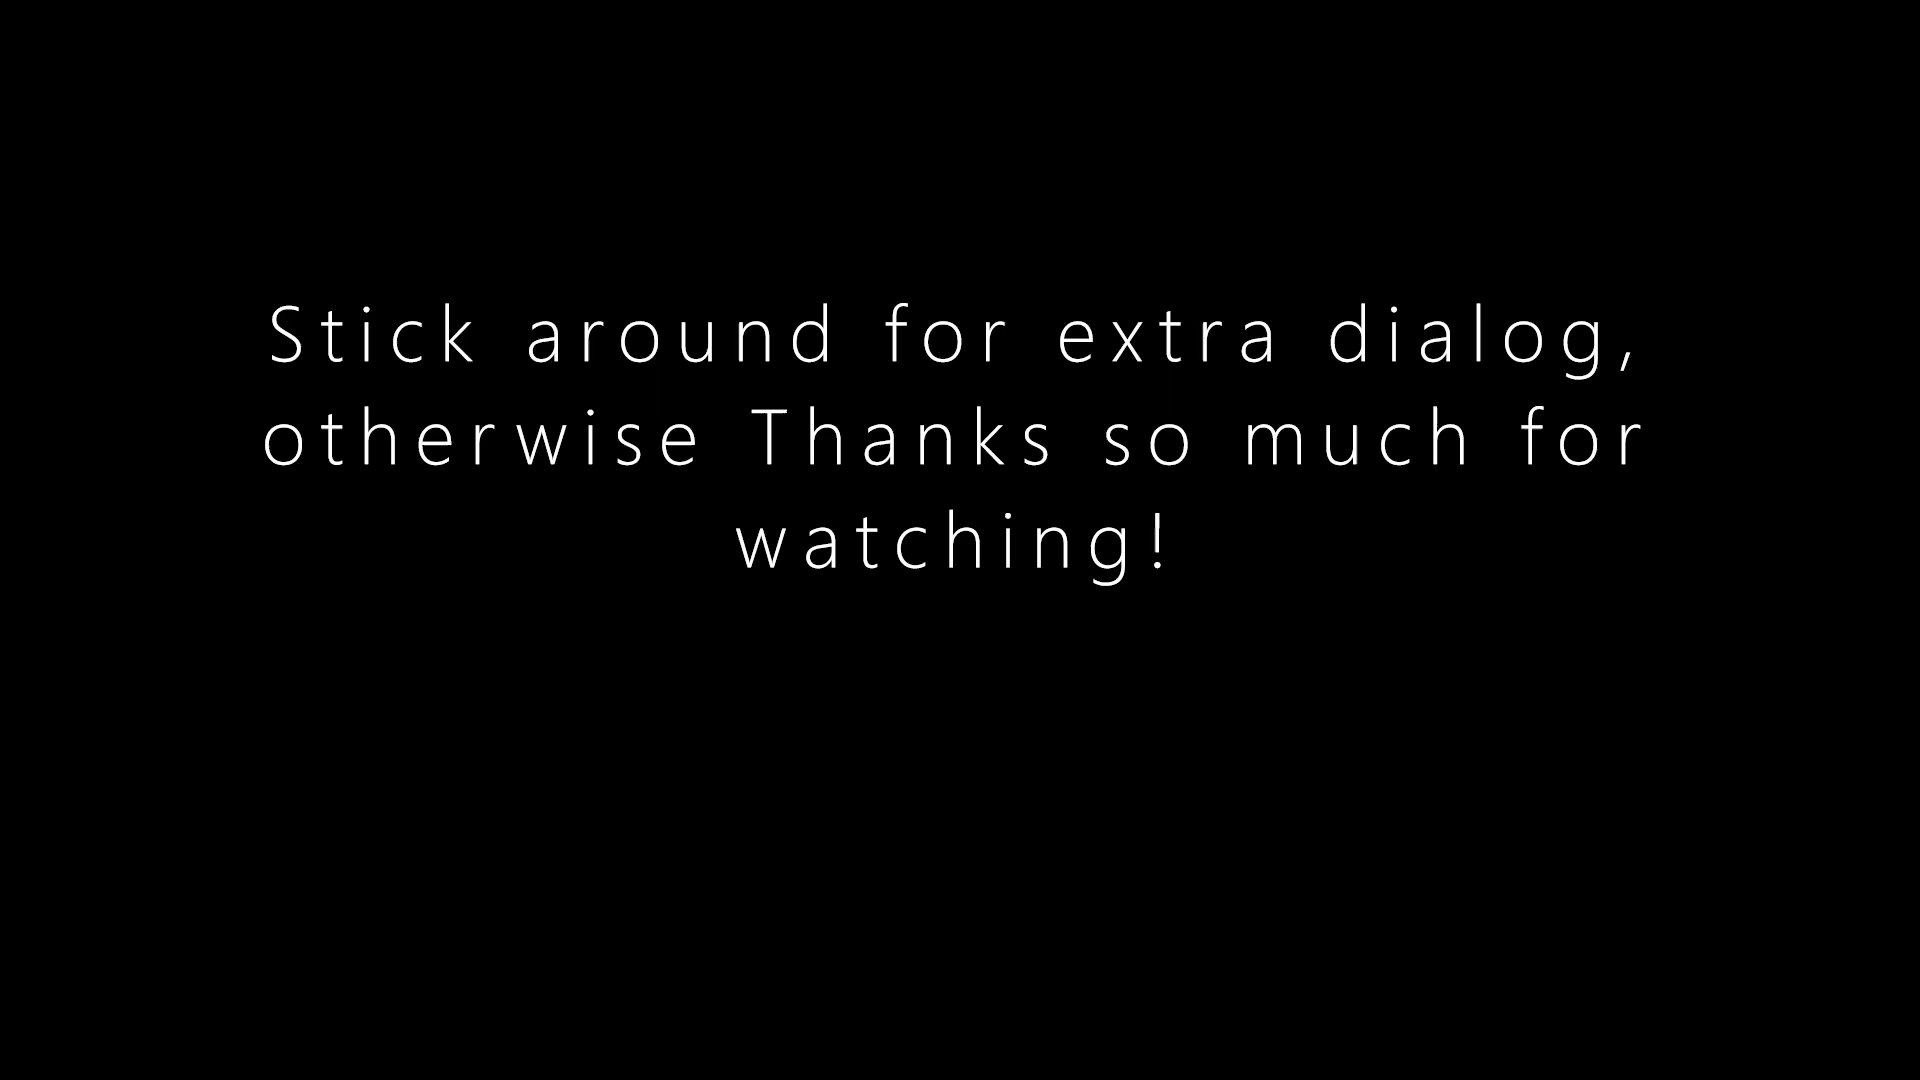 Stick around for extra dialog,
otherwise Thanks so much for
watching!